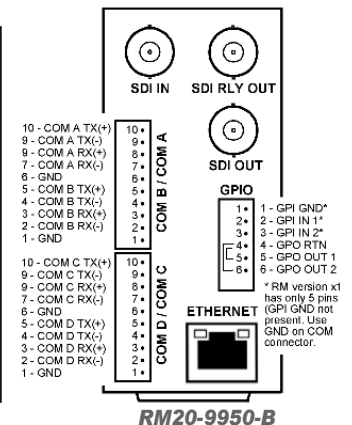 SDI IN
SDI RLY OUT
SDI OUT
10 - COM A TX(+)
9 - COM A TX(-)
9 - COM A RX(+)
7 - COM A RX(-)
6 - GND
5 - COM B TX(+)
4 - COM B TX(-)
3 - COM B RX(+)
2 - COM B RX(-)
1 - GND
10
9
8
7
6
5
4
3
2
1
COM B / COM A
10 - COM C TX(+)
9 - COM C TX(-)
9 - COM C RX(+)
7 - COM C RX(-)
6 - GND
5 - COM D TX(+)
4 - COM D TX(-)
3 - COM D RX(+)
2 - COM D RX(-)
1 - GND
10
9
8
7
6
5
4
3
2
1
COM D / COM C
GPIO
1
2
3
4
5
6
1 - GPI GND*
2 - GPI IN 1*
3 - GPI IN 2*
4 - GPO RTN
5 - GPO OUT 1
6 - GPO OUT 2
* RM version x1
has only 5 pins
(GPI GND not
present. Use
GND on COM
connector.
ETHERNET
RM20-9950-B